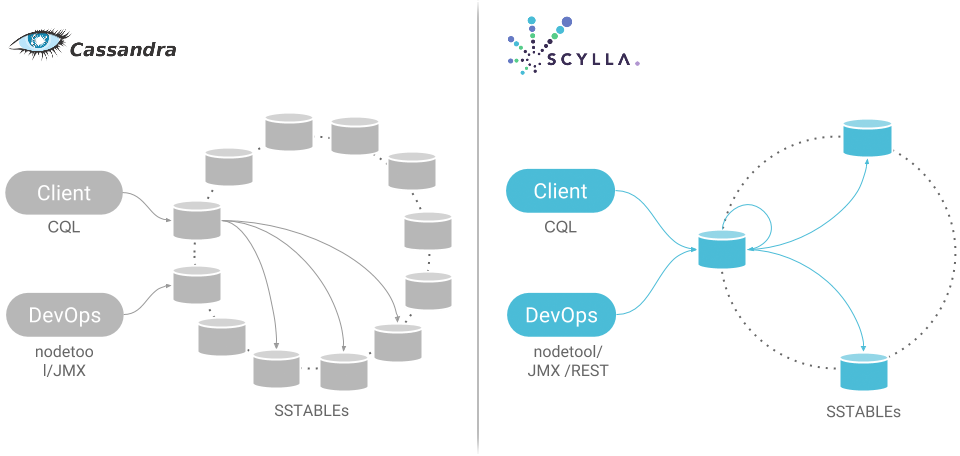 Cassandra
Client
CQL
DevOps
nodetoo
l/JMX
SSTABLEs
SCYLLA.
Client
CQL
DevOps
nodetool/
JMX /REST
SSTABLEs